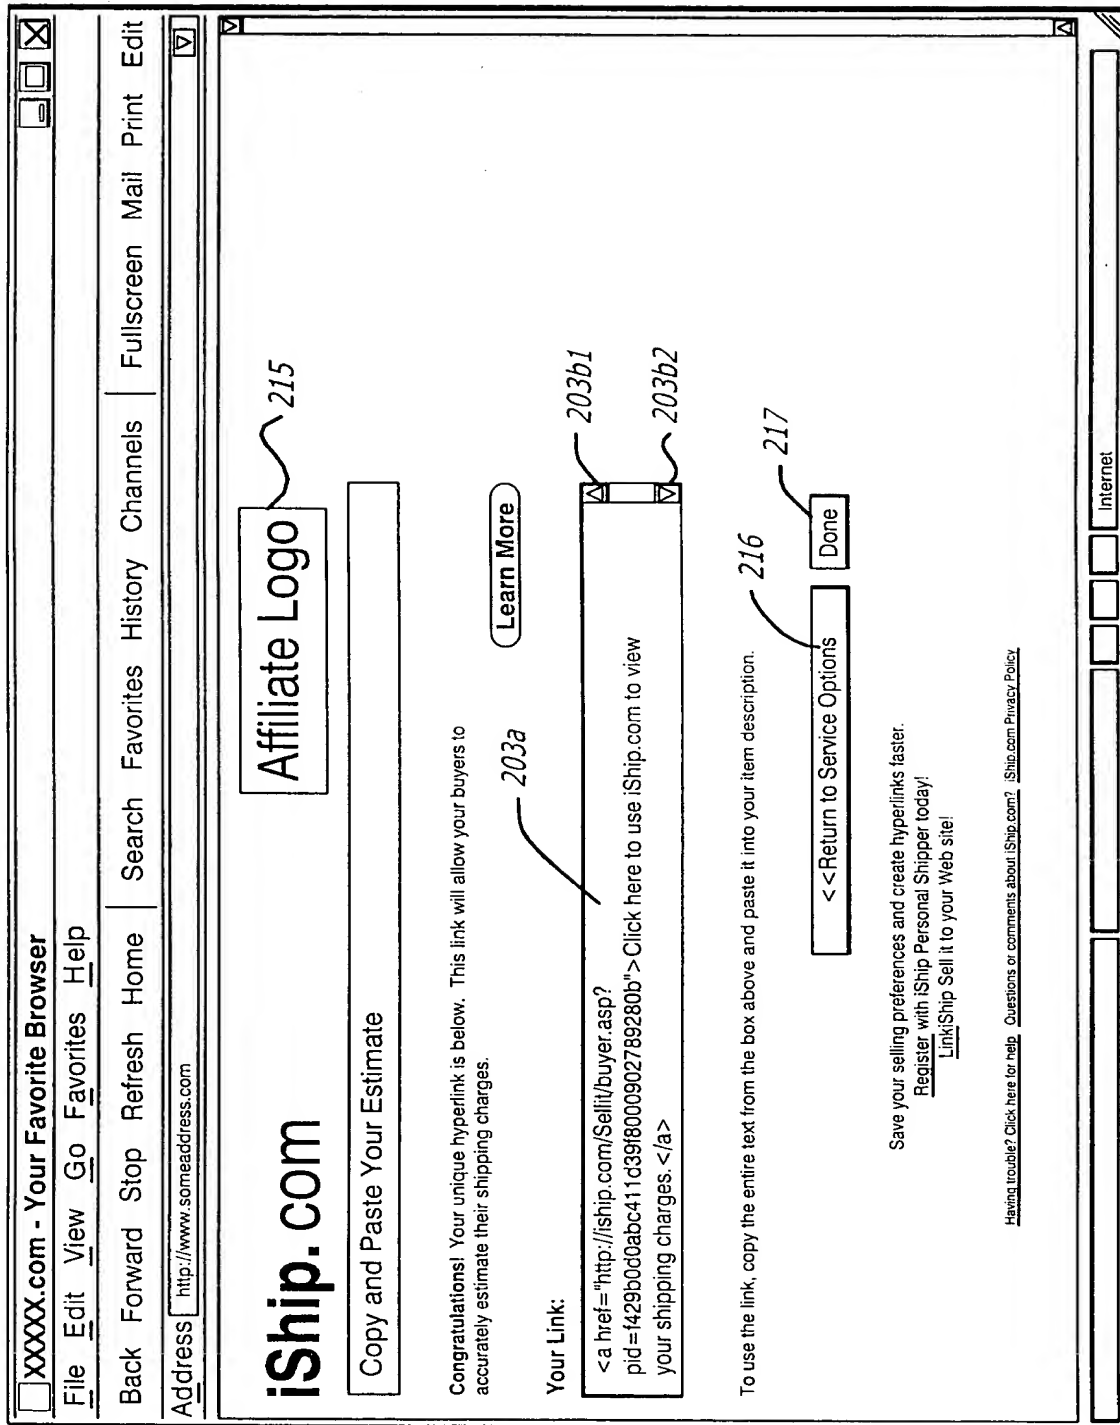 XXXXX.com - Your Favorite Browser
File Edit View Go Favorites Help
Back Forward Stop Refresh Home Search Favorites History Channels Fullscreen Mail Print Edit
Address http://www.someaddress.com
iShip.com
Affiliate Logo
215
Copy and Paste Your Estimate
Congratulations! Your unique hyperlink is below. This link will allow your buyers to
accurately estimate their shipping charges.
Learn More
Your Link:
203a
203b1
<a href="http://iship.com/Sellit/buyer.asp?
pid=f429b0d0abc411d39f8000902789280b">Click here to use iShip.com to view
your shipping charges.</a>
203b2
To use the link, copy the entire text from the box above and paste it into your item description.
216
217
<<Return to Service Options
Done
Save your selling preferences and create hyperlinks faster.
Register with iShip Personal Shipper today!
LinkiShip Sell it to your Web site!
Having trouble? Click here for help Questions or comments about iShip.com? iShip.com Privacy Policy
Internet